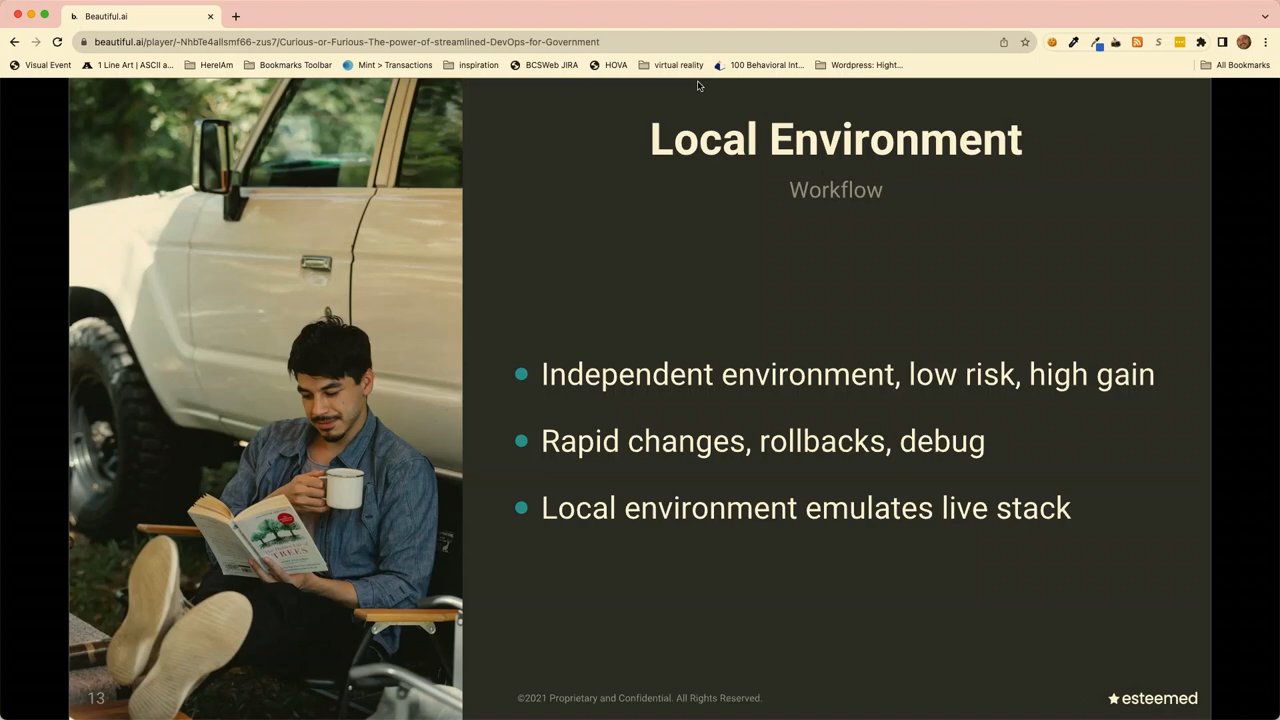 Beautiful.ai
beautiful.ai/player/-NhbTe4allsmf66-zus7/Curious-or-Furious-The-power-of-streamlined-DevOps-for-Government
Visual Event
1 Line Art | ASCII a...
HereIAm
Bookmarks Toolbar
Mint > Transactions
inspiration
BCSWeb JIRA
HOVA
virtual reality
100 Behavioral Int...
Wordpress: Hight...
All Bookmarks
Local Environment
Workflow
Independent environment, low risk, high gain
Rapid changes, rollbacks, debug
Local environment emulates live stack
TREES
13
©2021 Proprietary and Confidential. All Rights Reserved.
esteemed